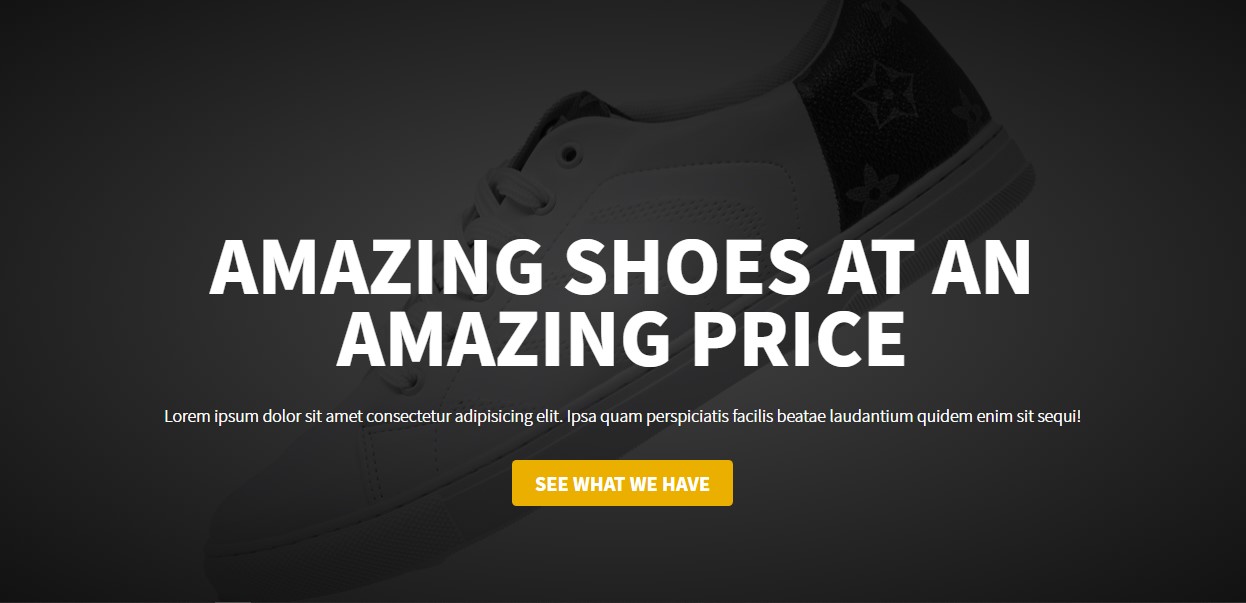 AMAZING SHOES AT AN
AMAZING PRICE
Lorem ipsum dolor sit amet consectetur adipisicing elit. Ipsa quam perspiciatis facilis beatae laudantium quidem enim sit sequi!
SEE WHAT WE HAVE